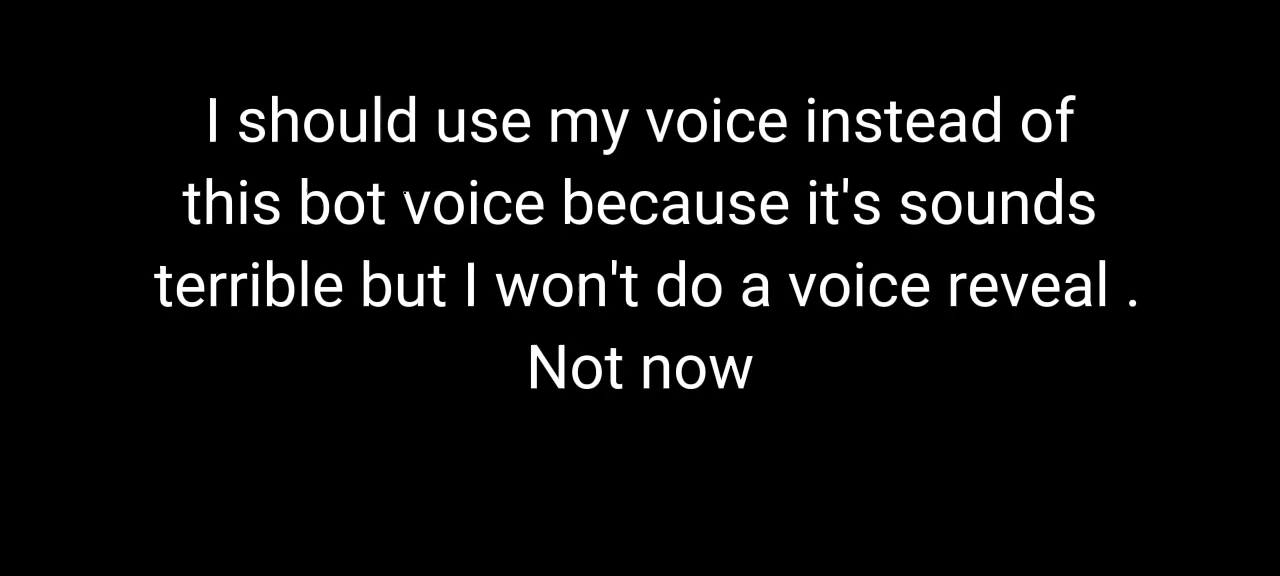 I should use my voice instead of
this bot voice because it's sounds
terrible but I won't do a voice reveal .
Not now